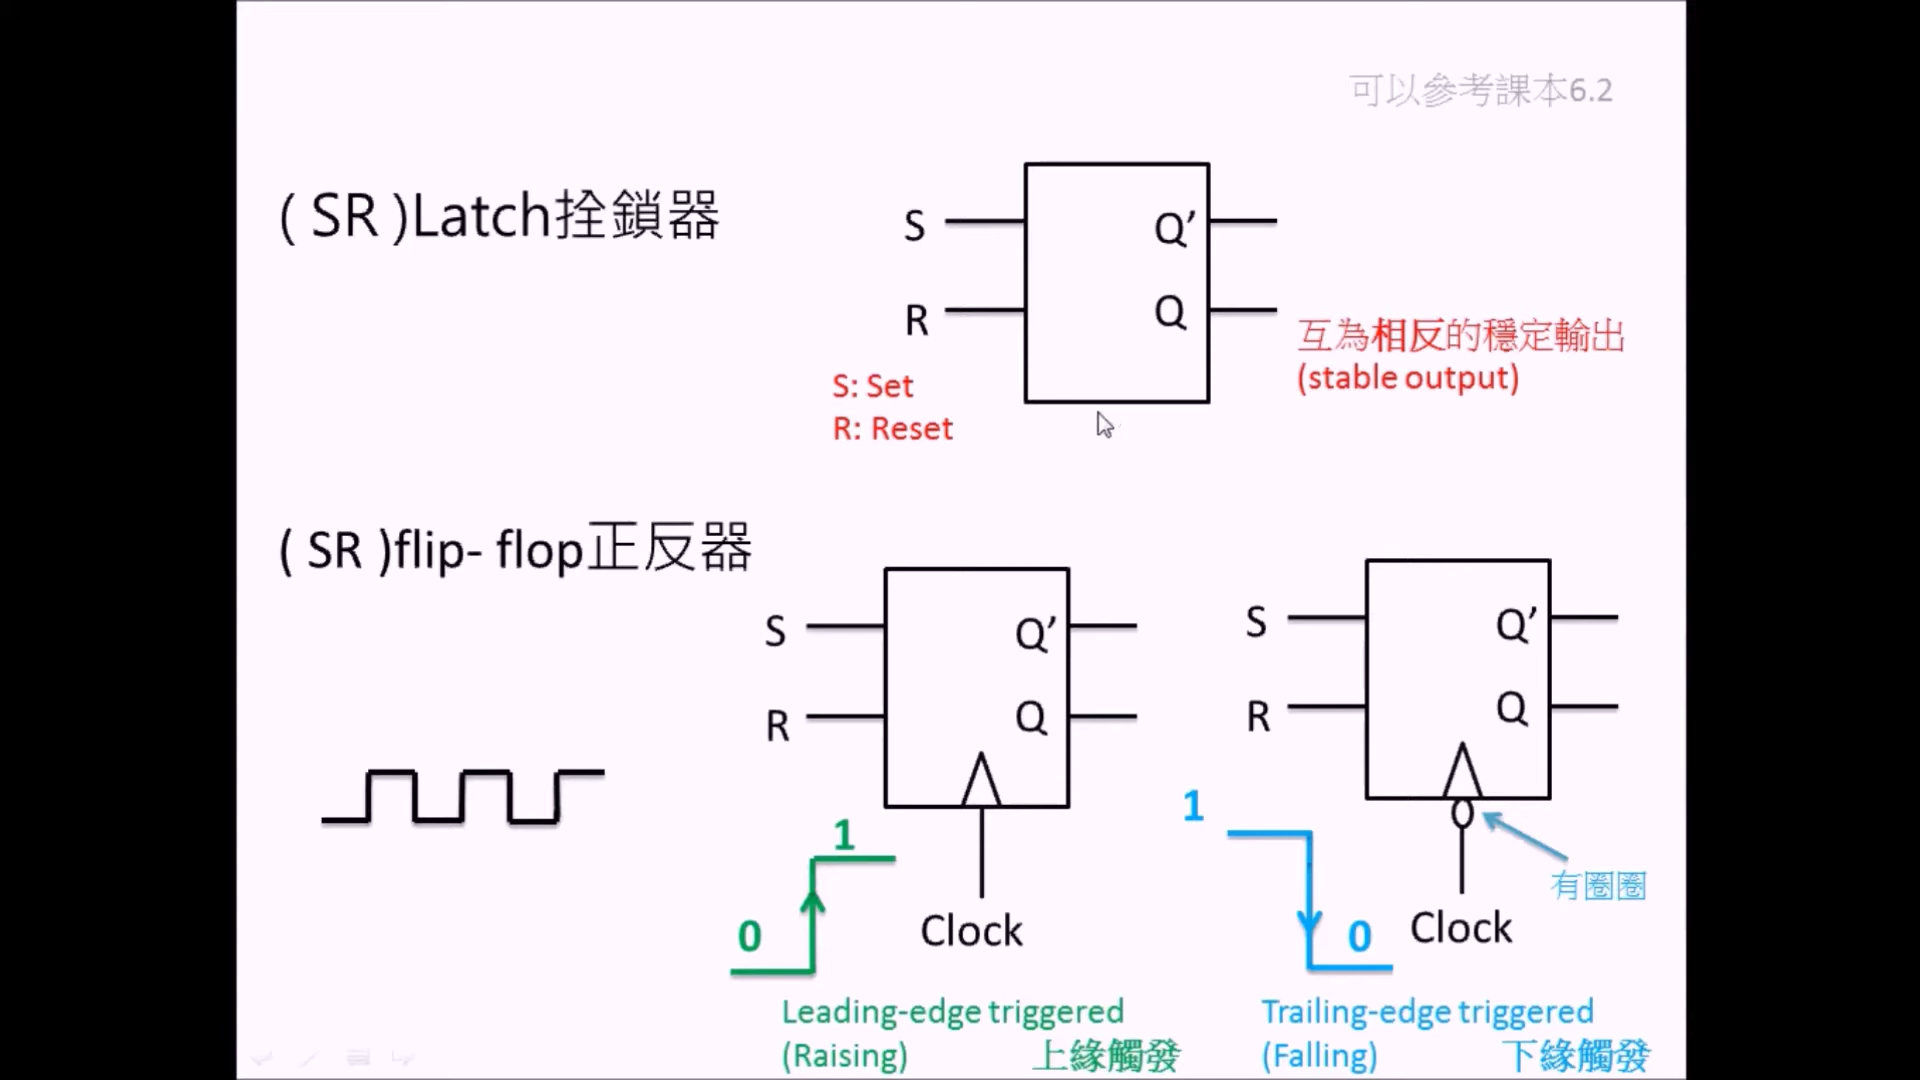 可以參考課本6.2
( SR )Latch拴鎖器
S
Q’
R
Q
互為相反的穩定輸出
(stable output)
S: Set
R: Reset
( SR )flip- flop正反器
S
Q’
R
Q
S
Q’
R
Q
1
0
Clock
1
0
Clock
有圈圈
Leading-edge triggered
(Raising) 上緣觸發
Trailing-edge triggered
(Falling) 下緣觸發